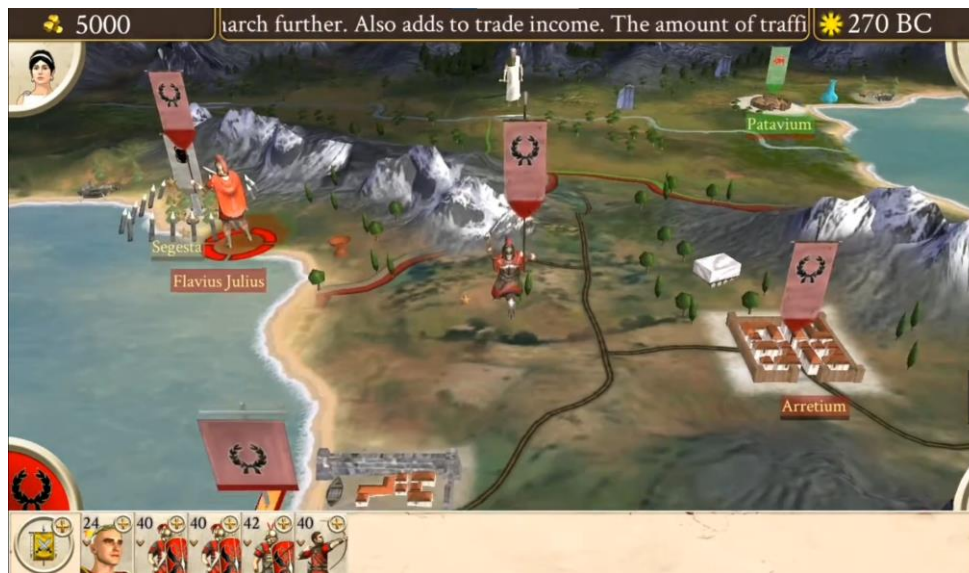 5000
arch further. Also adds to trade income. The amount of traffi
270 BC
Patavium
Segesta
Flavius Julius
Arretium
24
40
40
42
40